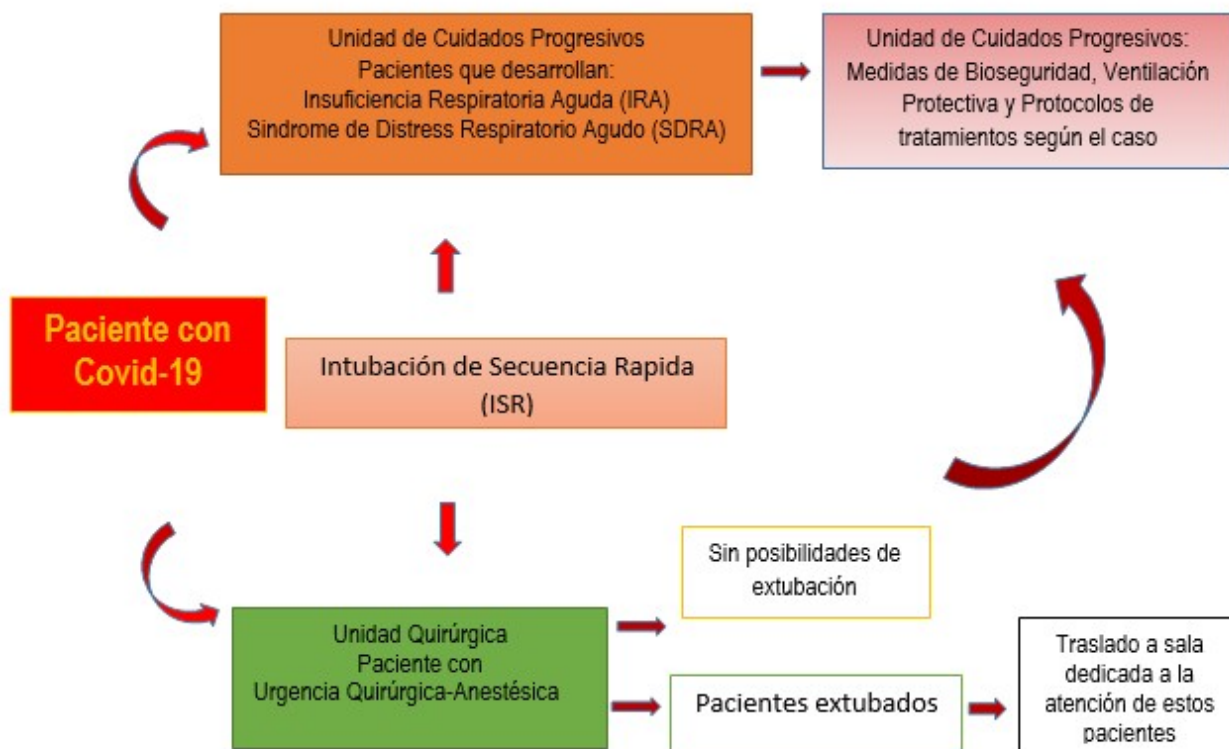 Unidad de Cuidados Progresivos
Pacientes que desarrollan:
Insuficiencia Respiratoria Aguda (IRA)
Sindrome de Distress Respiratorio Agudo (SDRA)
Unidad de Cuidados Progresivos:
Medidas de Bioseguridad, Ventilación
Protectiva y Protocolos de
tratamientos según el caso
Paciente con
Covid-19
Intubación de Secuencia Rapida
(ISR)
Sin posibilidades de
extubación
Unidad Quirúrgica
Paciente con
Urgencia Quirúrgica-Anestésica
Pacientes extubados
Traslado a sala
dedicada a la
atención de estos
pacientes